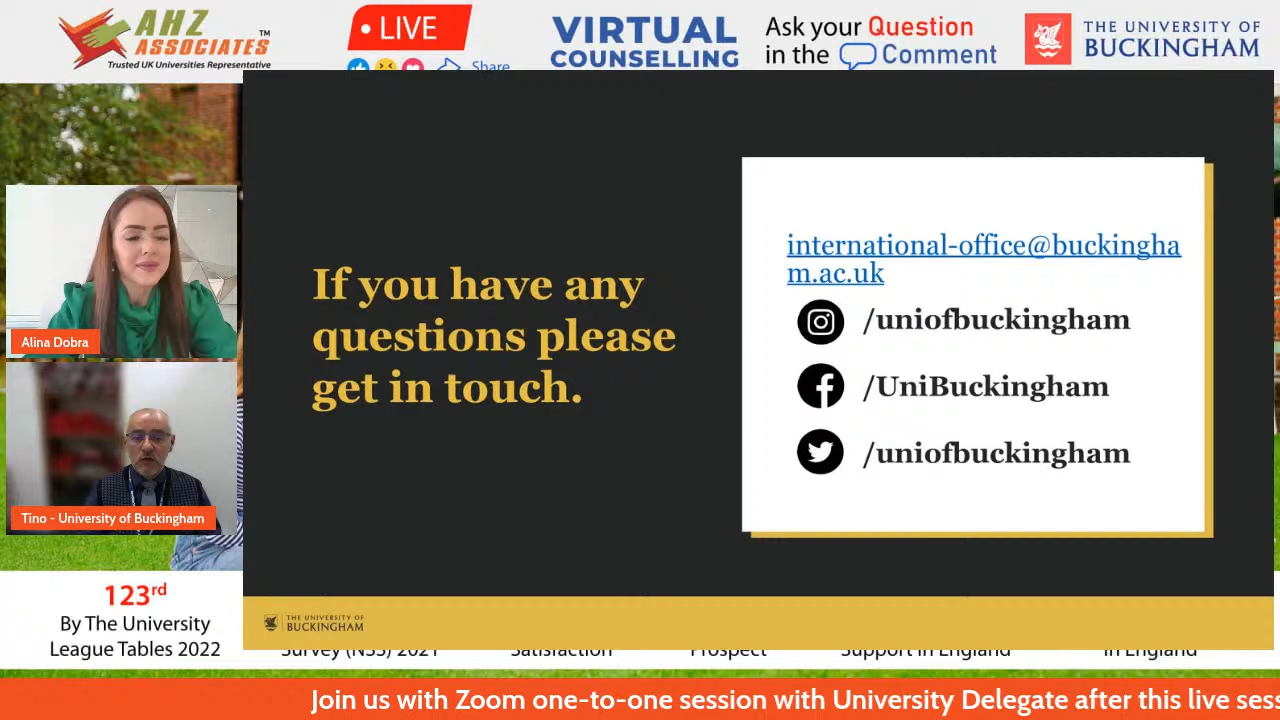 AHZ
ASSOCIATES
TM
Trusted UK Universities Representative
LIVE
Share
VIRTUAL
COUNSELLING
Ask your Question
in the Comment
THE UNIVERSITY OF
BUCKINGHAM
Alina Dobra
Tino - University of Buckingham
If you have any
questions please
get in touch.
international-office@buckingha
m.ac.uk
/uniofbuckingham
/UniBuckingham
/uniofbuckingham
THE UNIVERSITY OF
BUCKINGHAM
123rd
By The University
League Tables 2022
Survey (NSS) 2021
Satisfaction
Prospect
Support in England
in England
Join us with Zoom one-to-one session with University Delegate after this live sess